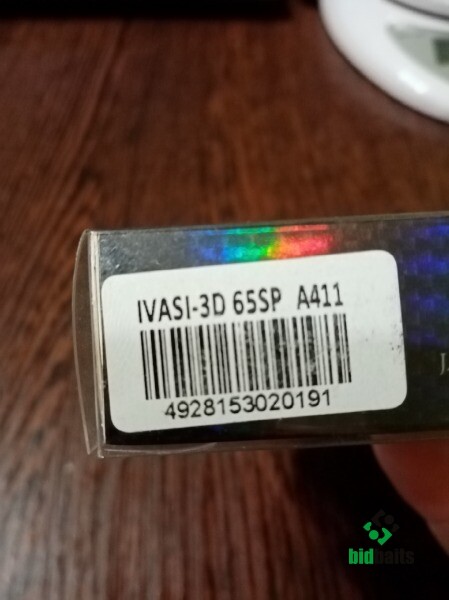 IVASI-3D 65SP A411
4928153020191
J
bidbaits